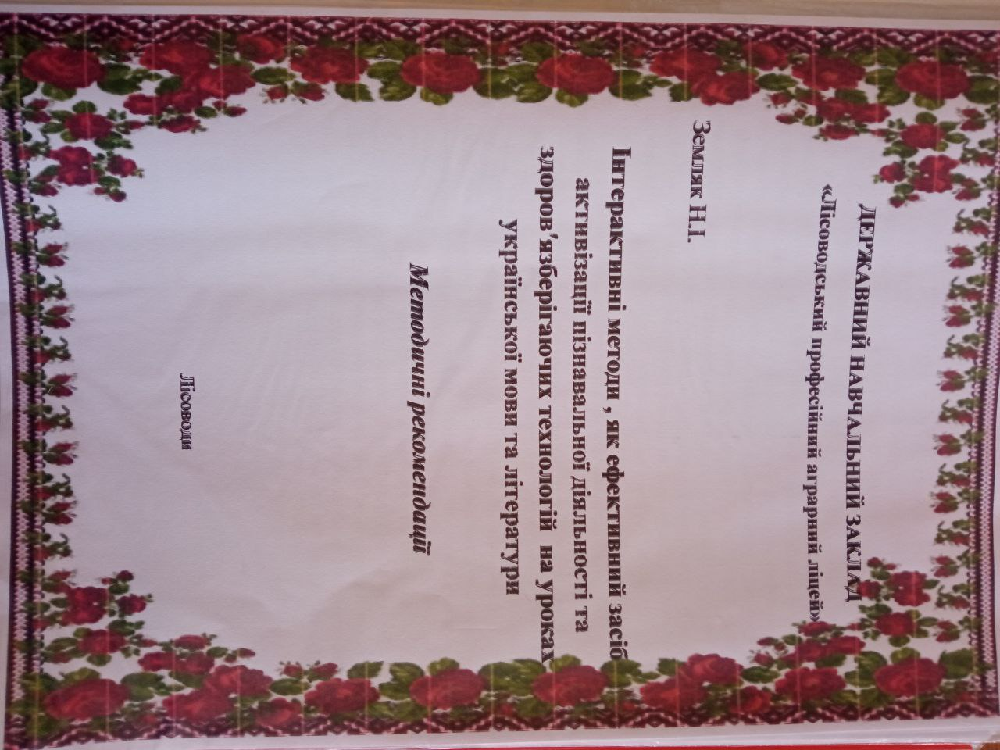 ДЕРЖАВНИЙ НАВЧАЛЬНИЙ ЗАКЛАД
«Лісоводський професійний аграрний ліцей»
Земляк Н.І.
Інтерактивні методи , як ефективний засіб
активізації пізнавальної діяльності та
здоров’язберігаючих технологій на уроках
української мови та літератури
Методичні рекомендації
Лісоводи